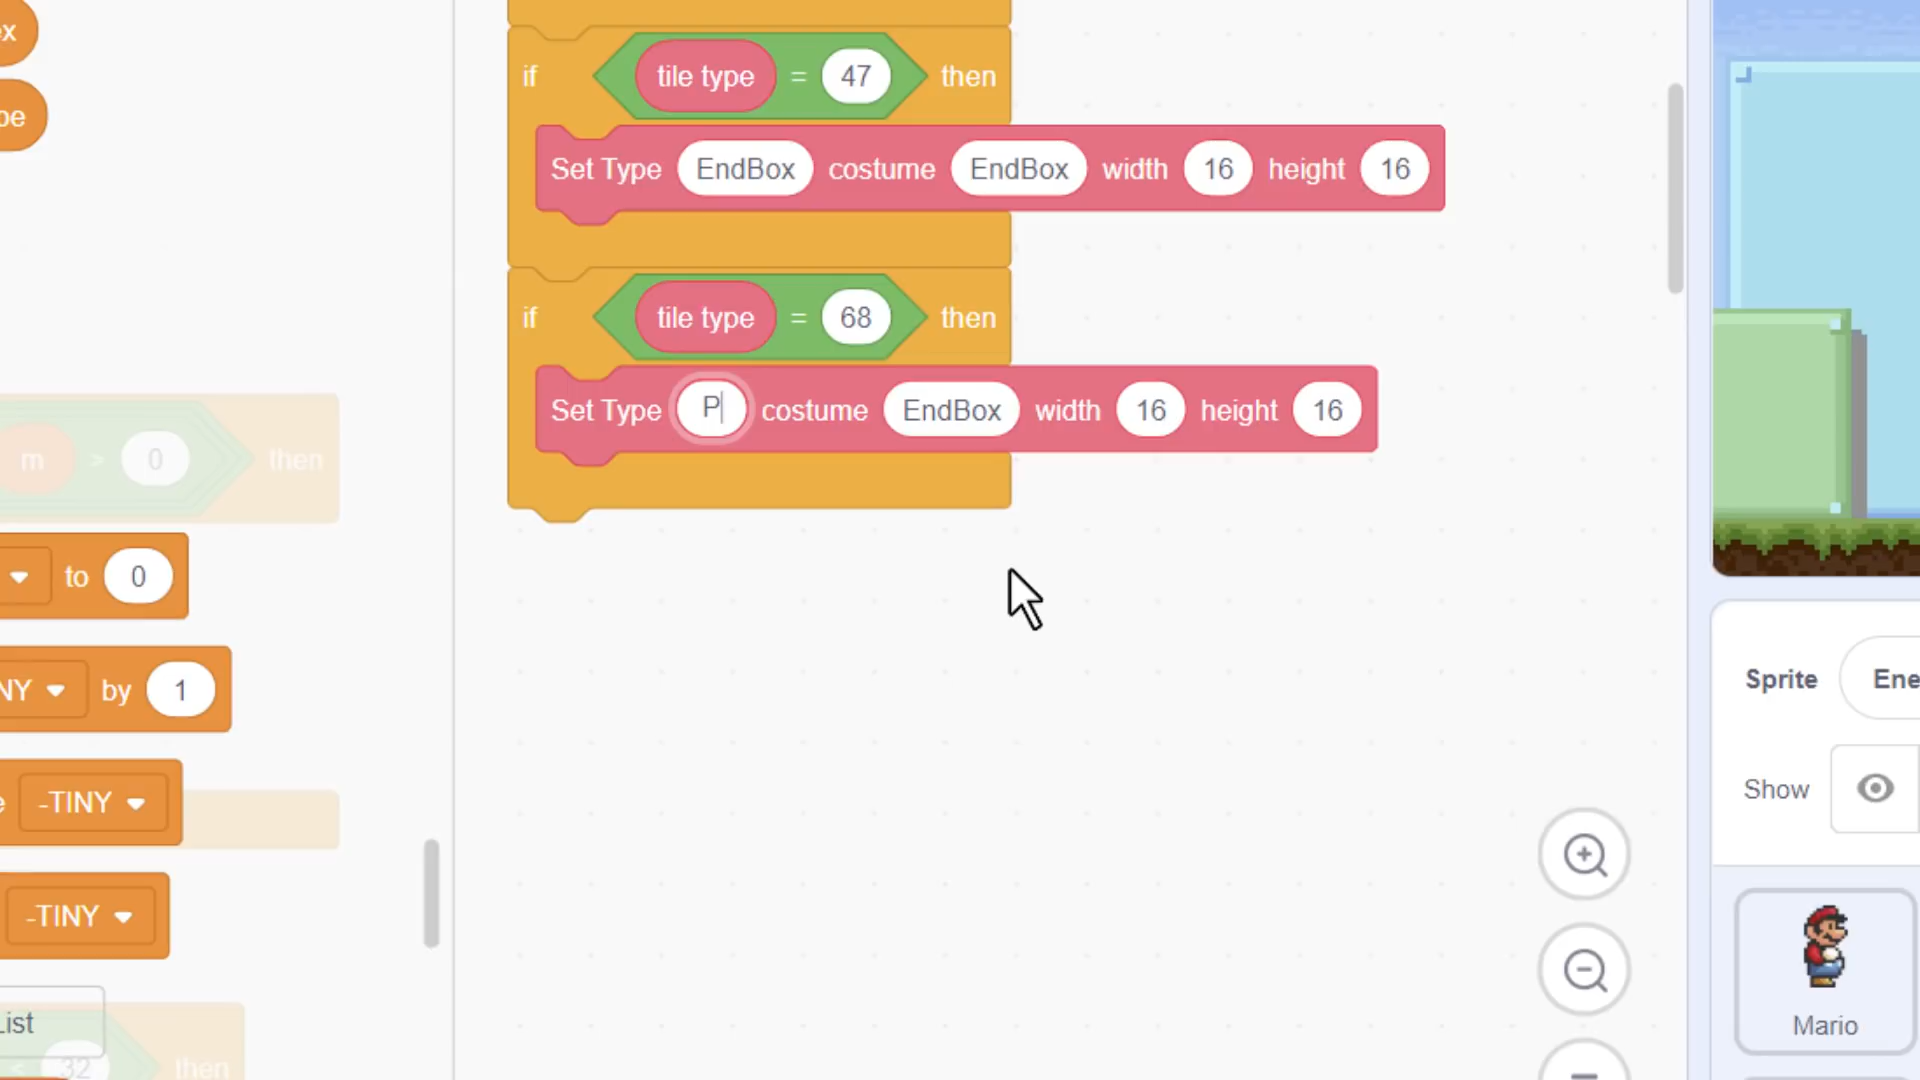 ex
if tile type = 47 then
pe
Set Type EndBox costume EndBox width 16 height 16
if tile type = 68 then
Set Type P costume EndBox width 16 height 16
m > 0 then
to 0
NY by 1
e -TINY
-TINY
List
< 32 then
Sprite Ene
Show
Mario